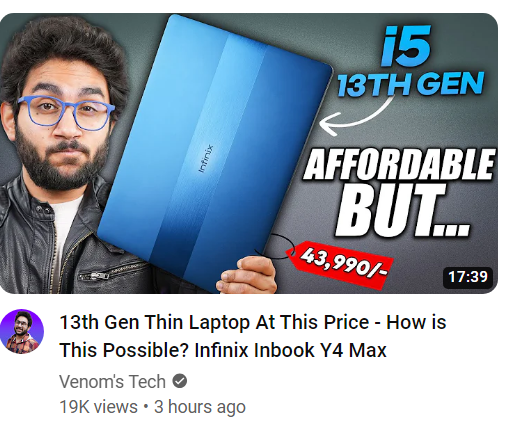 i5
13TH GEN
Infinix
AFFORDABLE
BUT...
43,990/-
17:39
13th Gen Thin Laptop At This Price - How is
This Possible? Infinix Inbook Y4 Max
Venom's Tech
19K views • 3 hours ago